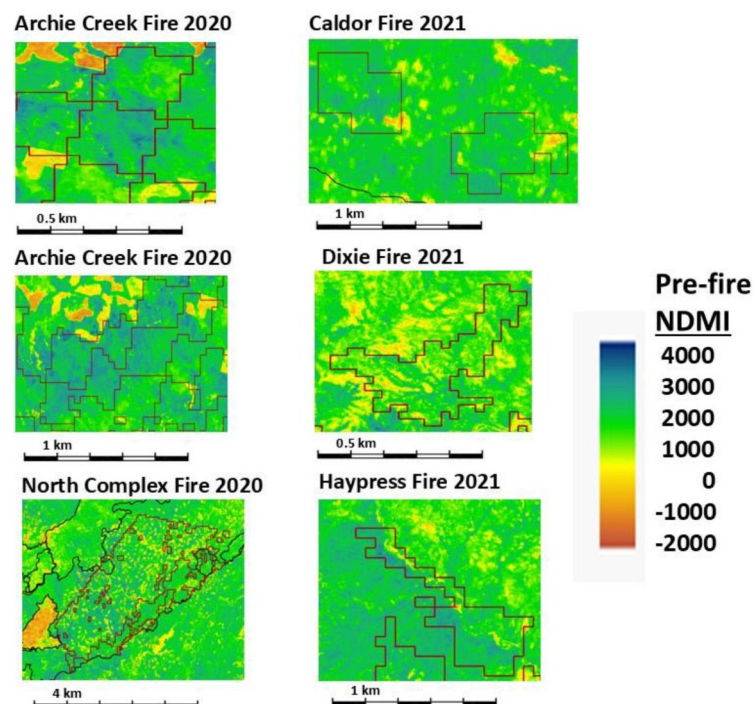 Archie Creek Fire 2020
Caldor Fire 2021
0.5 km
1 km
Archie Creek Fire 2020
Dixie Fire 2021
1 km
0.5 km
North Complex Fire 2020
Haypress Fire 2021
4 km
1 km
Pre-fire
NDMI
4000
3000
2000
1000
0
-1000
-2000